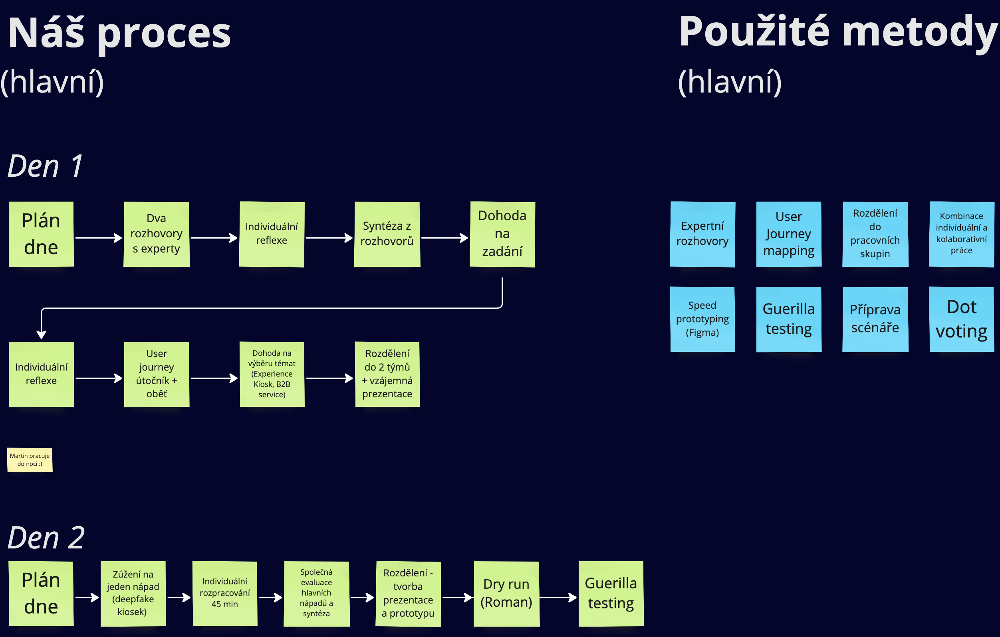 Náš proces
(hlavní)
Použité metody
(hlavní)
Den 1
Plán
dne
Dva
rozhovory
s experty
Individuální
reflexe
Syntéza z
rozhovorů
Dohoda
na
zadání
Individuální
reflexe
User
journey
útočník +
oběť
Dohoda na
výběru témat
(Experience
Kiosk, B2B
service)
Rozdělení
do 2 týmů
+ vzájemná
prezentace
Martin pracuje
do noci :)
Den 2
Plán
dne
Zúžení na
jeden nápad
(deepfake
kiosek)
Individuální
rozpracování
45 min
Společná
evaluace
hlavních
nápadů a
syntéza
Rozdělení -
tvorba
prezentace
a prototypu
Dry run
(Roman)
Guerilla
testing
Expertní
rozhovory
User
Journey
mapping
Rozdělení
do
pracovních
skupin
Kombinace
individuální a
kolaborativní
práce
Speed
prototyping
(Figma)
Guerilla
testing
Příprava
scénáře
Dot
voting